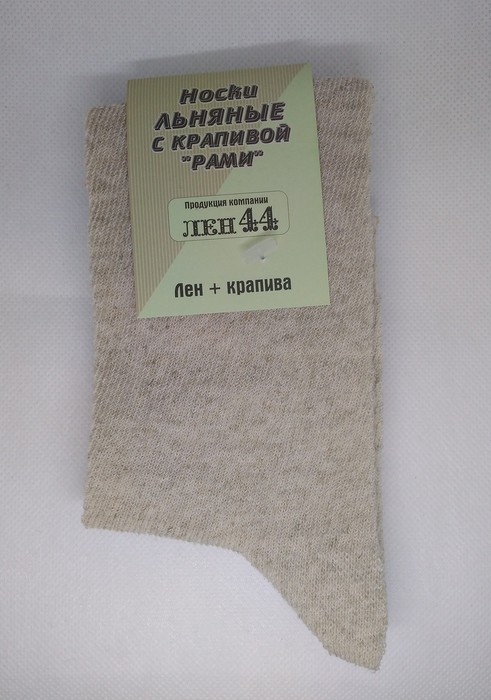 Носки
ЛЬНЯНЫЕ
С КРАПИВОЙ
"РАМИ"
Продукция компании
ЛЕН 44
Лен + крапива